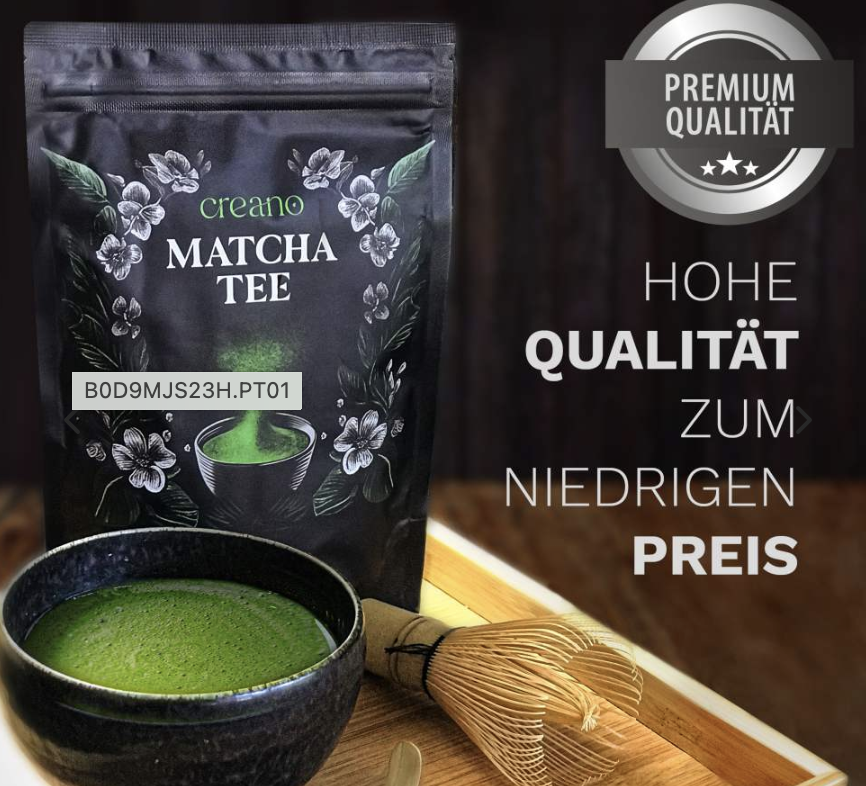 PREMIUM
QUALITÄT
creano
MATCHA
TEE
B0D9MJS23H.PT01
HOHE
QUALITÄT
ZUM
NIEDRIGEN
PREIS